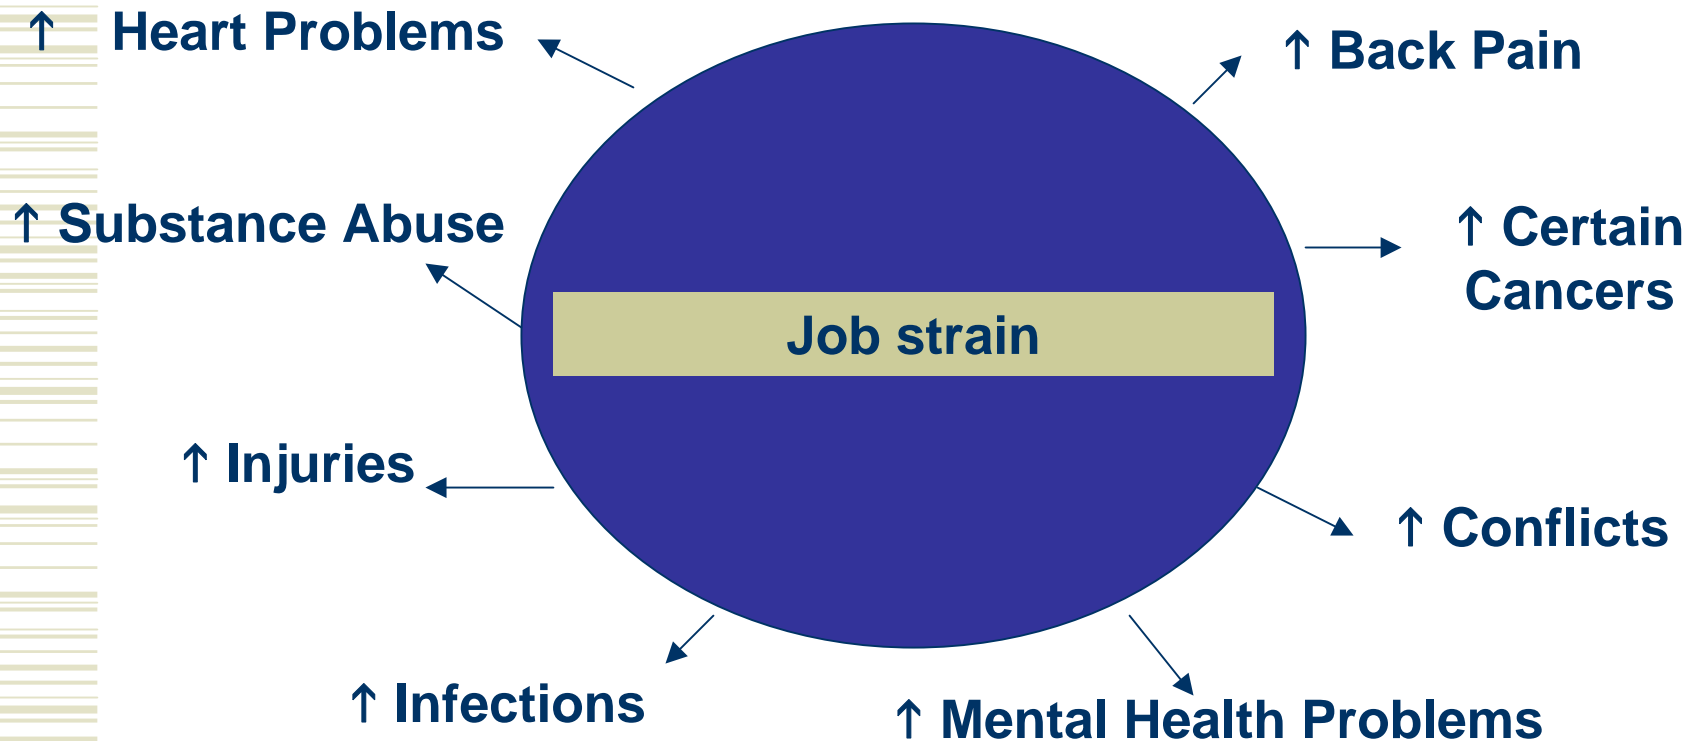 ↑ Heart Problems
↑ Back Pain
↑ Substance Abuse
↑ Certain
Cancers
Job strain
↑ Injuries
↑ Conflicts
↑ Infections
↑ Mental Health Problems